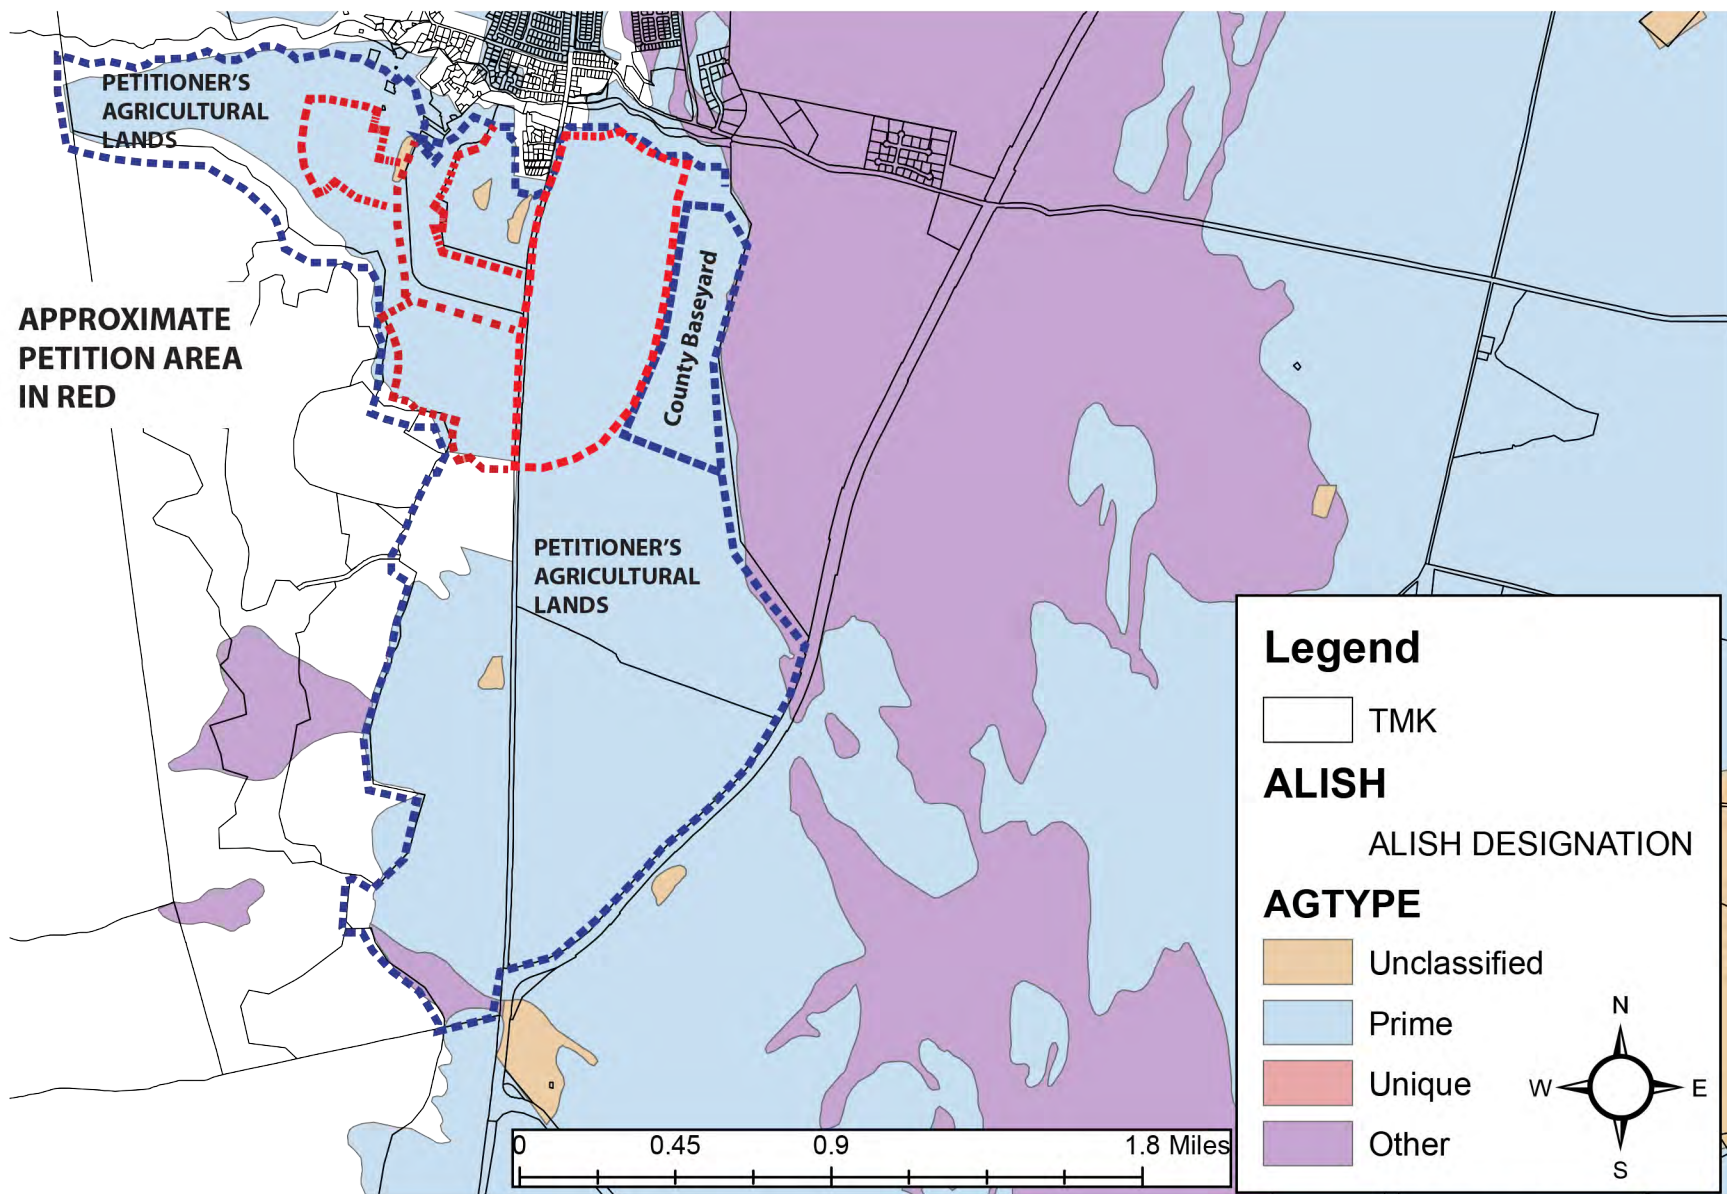 PETITIONER'S
AGRICULTURAL
LANDS
APPROXIMATE
PETITION AREA
IN RED
County Baseyard
PETITIONER'S
AGRICULTURAL
LANDS
Legend
TMK
ALISH
ALISH DESIGNATION
AGTYPE
Unclassified
Prime
Unique
Other
N
W
E
S
0 0.45 0.9 1.8 Miles